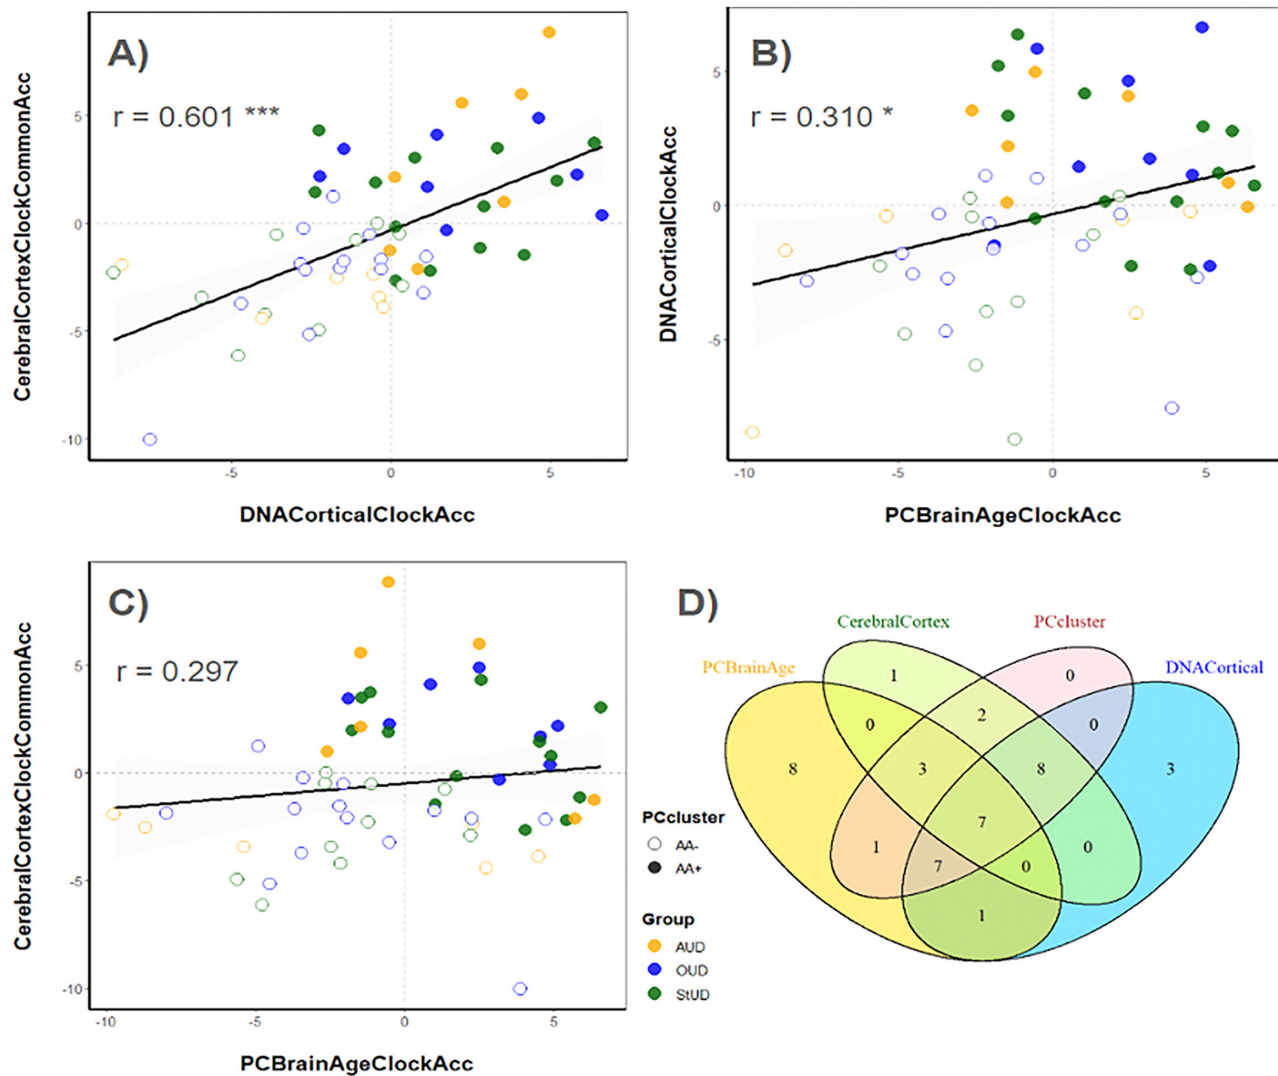 A)
r = 0.601 ***
CerebralCortexClockCommonAcc
5
0
-5
-10
-5
0
5
DNACorticalClockAcc
B)
r = 0.310 *
DNACorticalClockAcc
5
0
-5
-10
-5
0
5
PCBrainAgeClockAcc
C)
r = 0.297
CerebralCortexClockCommonAcc
5
0
-5
-10
-10
-5
0
5
PCBrainAgeClockAcc
PCcluster
AA-
AA+
Group
AUD
OUD
StUD
D)
CerebralCortex
PCcluster
PCBrainAge
DNACortical
1
0
0
2
0
8
3
8
3
7
1
7
0
0
1